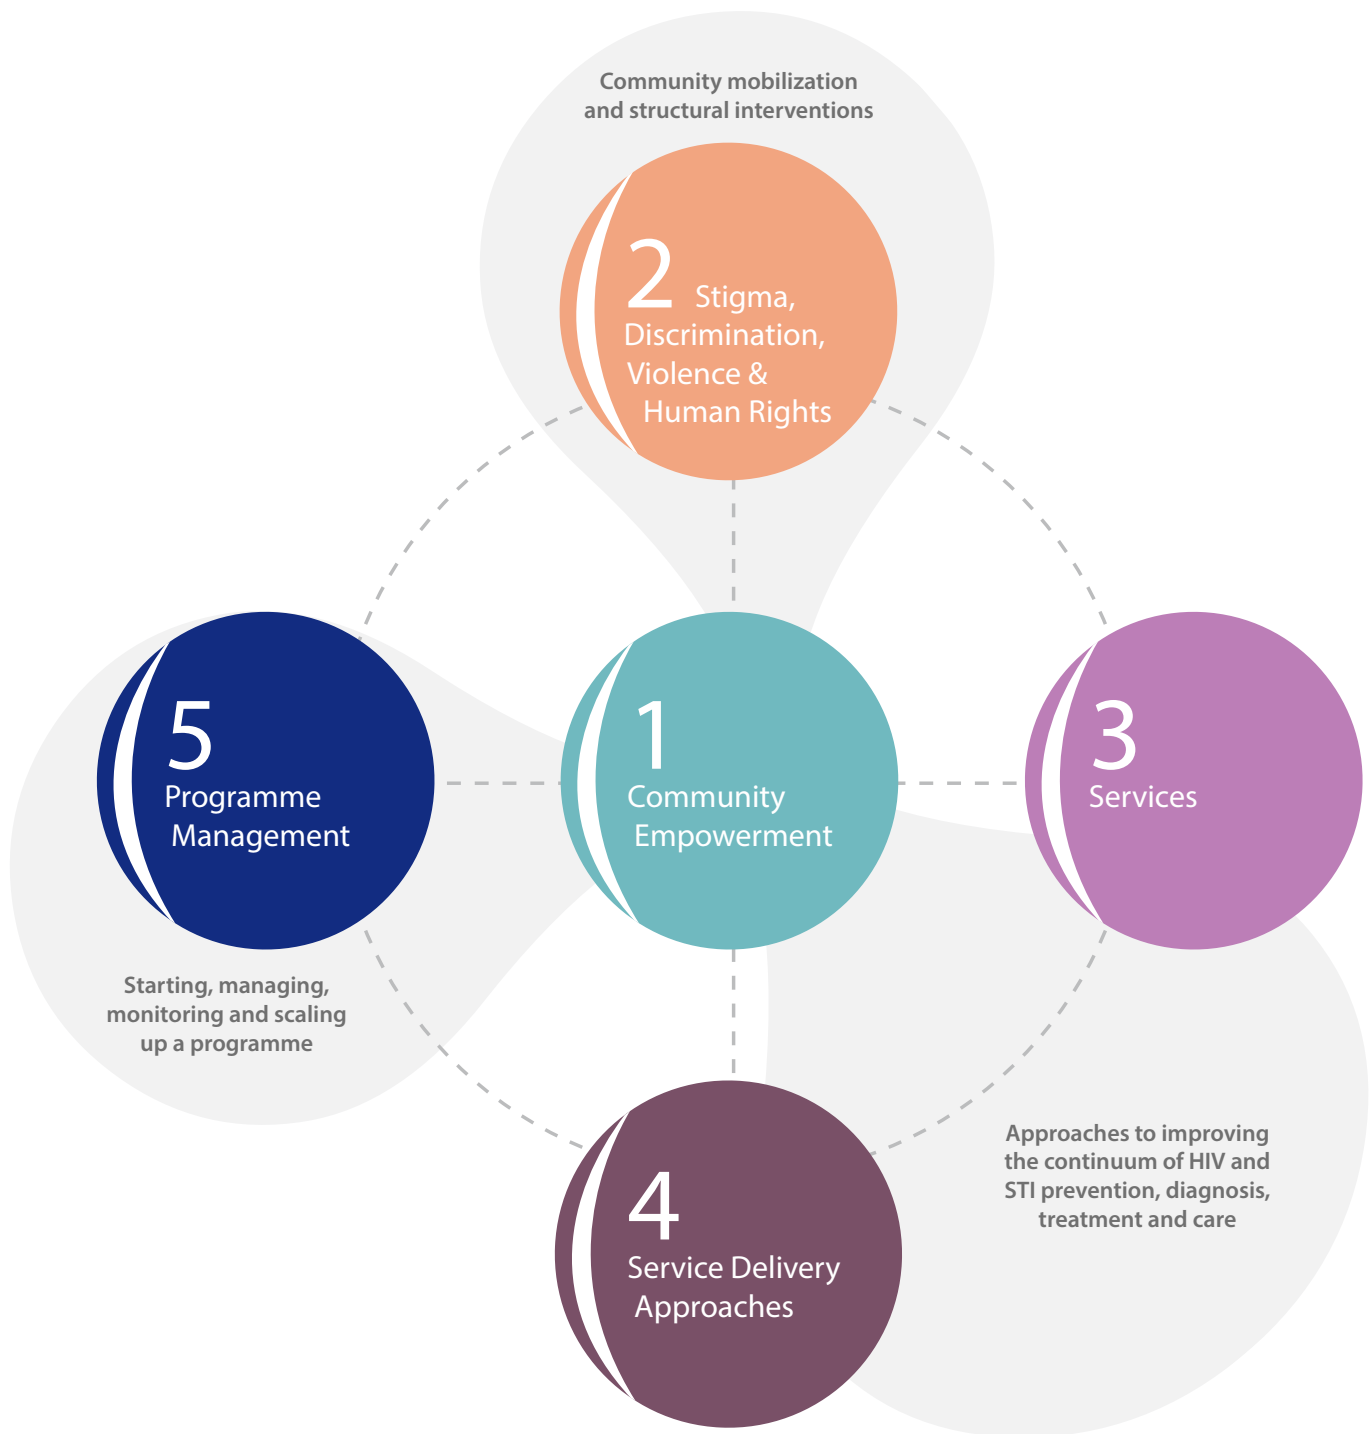 Community mobilization
and structural interventions
2 Stigma,
Discrimination,
Violence &
Human Rights
5
Programme
Management
1
Community
Empowerment
3
Services
Starting, managing,
monitoring and scaling
up a programme
Approaches to improving
the continuum of HIV and
STI prevention, diagnosis,
treatment and care
4
Service Delivery
Approaches